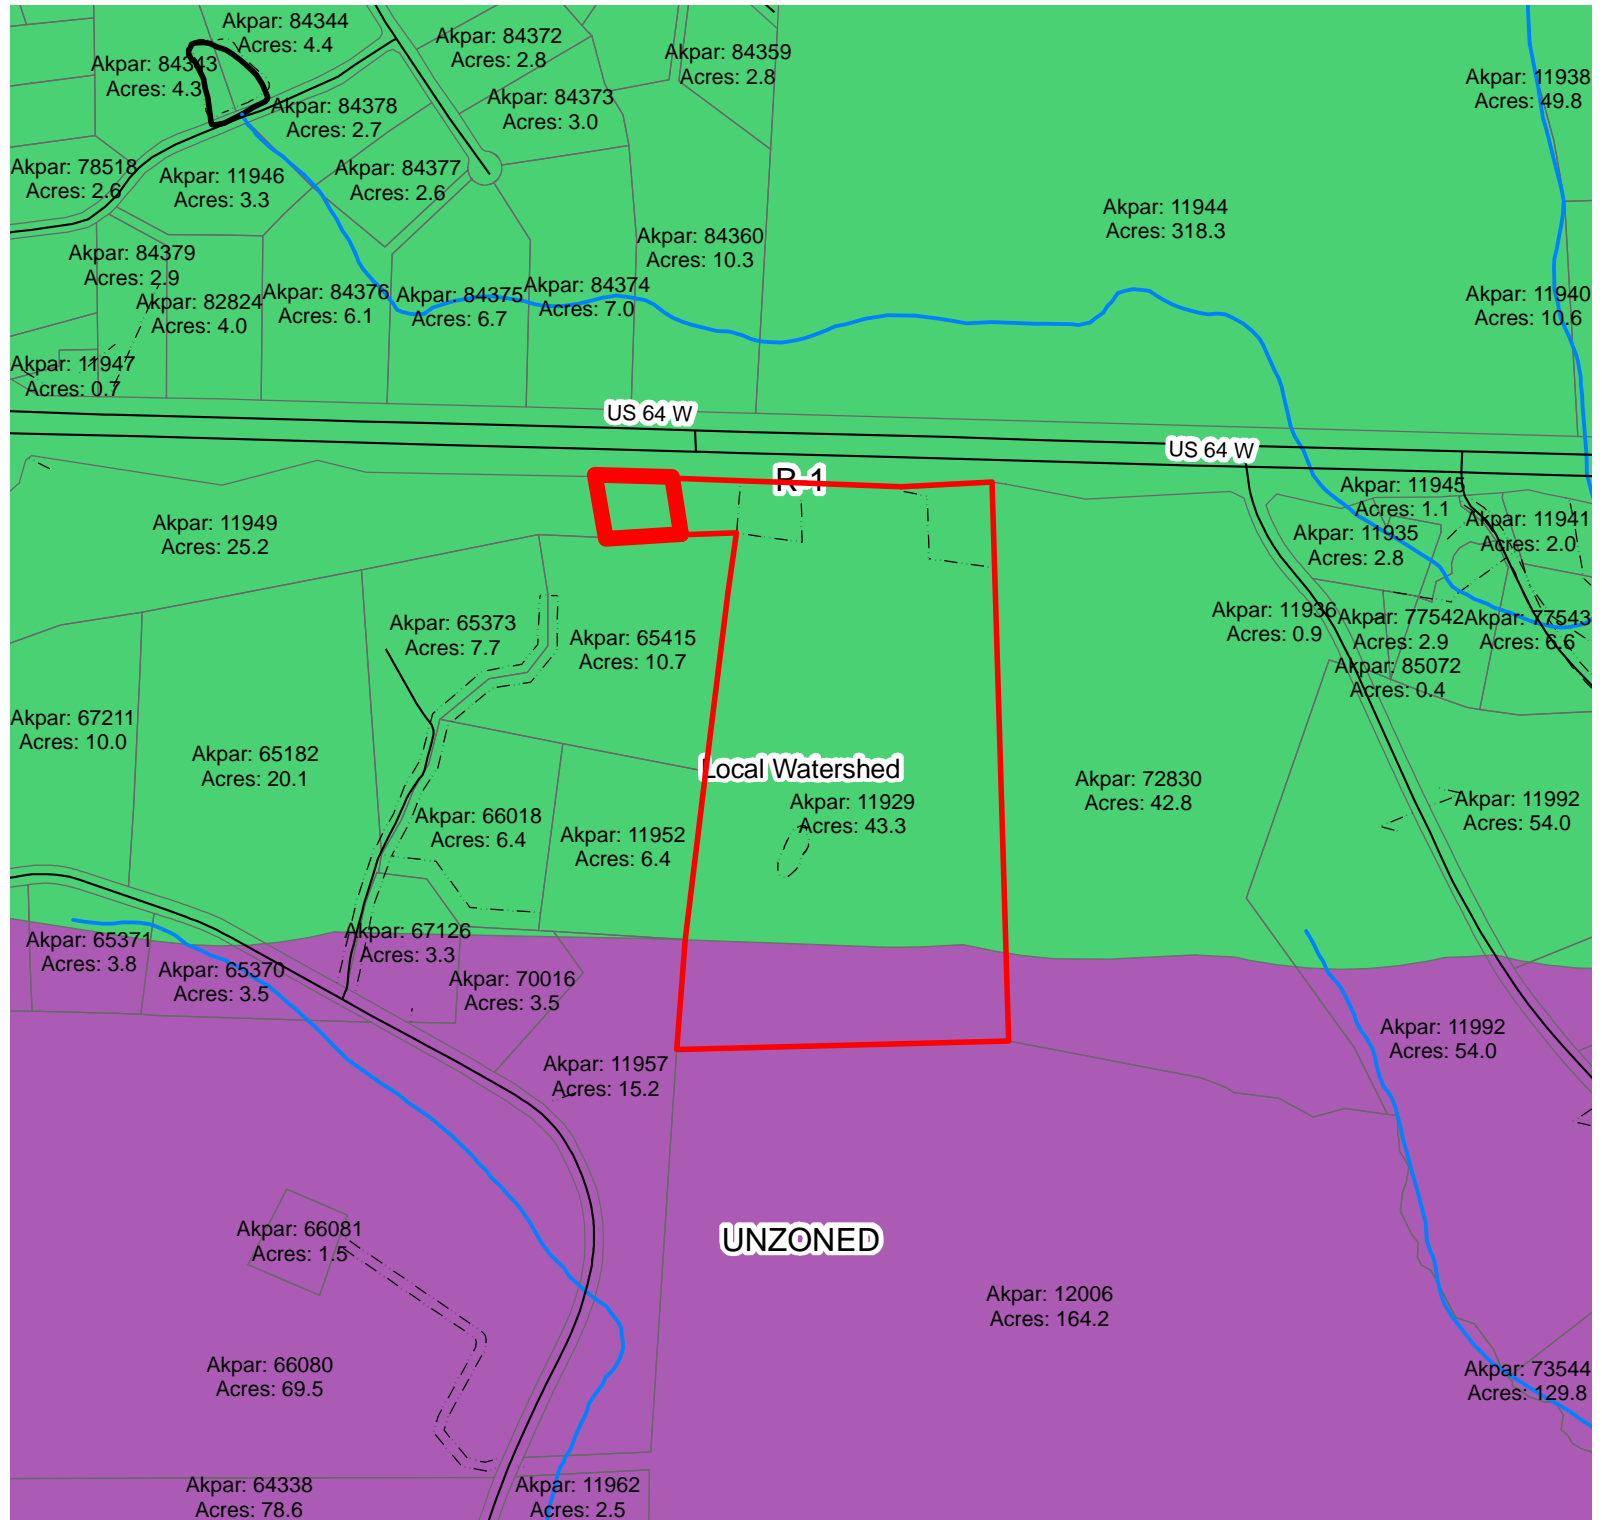 Akpar: 84344
Acres: 4.4
Akpar: 84372
Acres: 2.8
Akpar: 84359
Acres: 2.8
Akpar: 84343
Acres: 4.3
Akpar: 11938
Acres: 49.8
Akpar: 84378
Acres: 2.7
Akpar: 84373
Acres: 3.0
Akpar: 78518
Acres: 2.6
Akpar: 11946
Acres: 3.3
Akpar: 84377
Acres: 2.6
Akpar: 11944
Acres: 318.3
Akpar: 84379
Acres: 2.9
Akpar: 84360
Acres: 10.3
Akpar: 82824
Acres: 4.0
Akpar: 84376
Acres: 6.1
Akpar: 84375
Acres: 6.7
Akpar: 84374
Acres: 7.0
Akpar: 11940
Acres: 10.6
Akpar: 11947
Acres: 0.7
US 64 W
US 64 W
R-1
Akpar: 11945
Acres: 1.1
Akpar: 11949
Acres: 25.2
Akpar: 11935
Acres: 2.8
Akpar: 11941
Acres: 2.0
Akpar: 65373
Acres: 7.7
Akpar: 65415
Acres: 10.7
Akpar: 11936
Acres: 0.9
Akpar: 77542
Acres: 2.9
Akpar: 77543
Acres: 6.6
Akpar: 85072
Acres: 0.4
Akpar: 67211
Acres: 10.0
Akpar: 65182
Acres: 20.1
Local Watershed
Akpar: 11929
Acres: 43.3
Akpar: 72830
Acres: 42.8
Akpar: 11992
Acres: 54.0
Akpar: 66018
Acres: 6.4
Akpar: 11952
Acres: 6.4
Akpar: 65371
Acres: 3.8
Akpar: 65370
Acres: 3.5
Akpar: 67126
Acres: 3.3
Akpar: 70016
Acres: 3.5
Akpar: 11992
Acres: 54.0
Akpar: 11957
Acres: 15.2
Akpar: 66081
Acres: 1.5
UNZONED
Akpar: 12006
Acres: 164.2
Akpar: 66080
Acres: 69.5
Akpar: 73544
Acres: 129.8
Akpar: 64338
Acres: 78.6
Akpar: 11962
Acres: 2.5